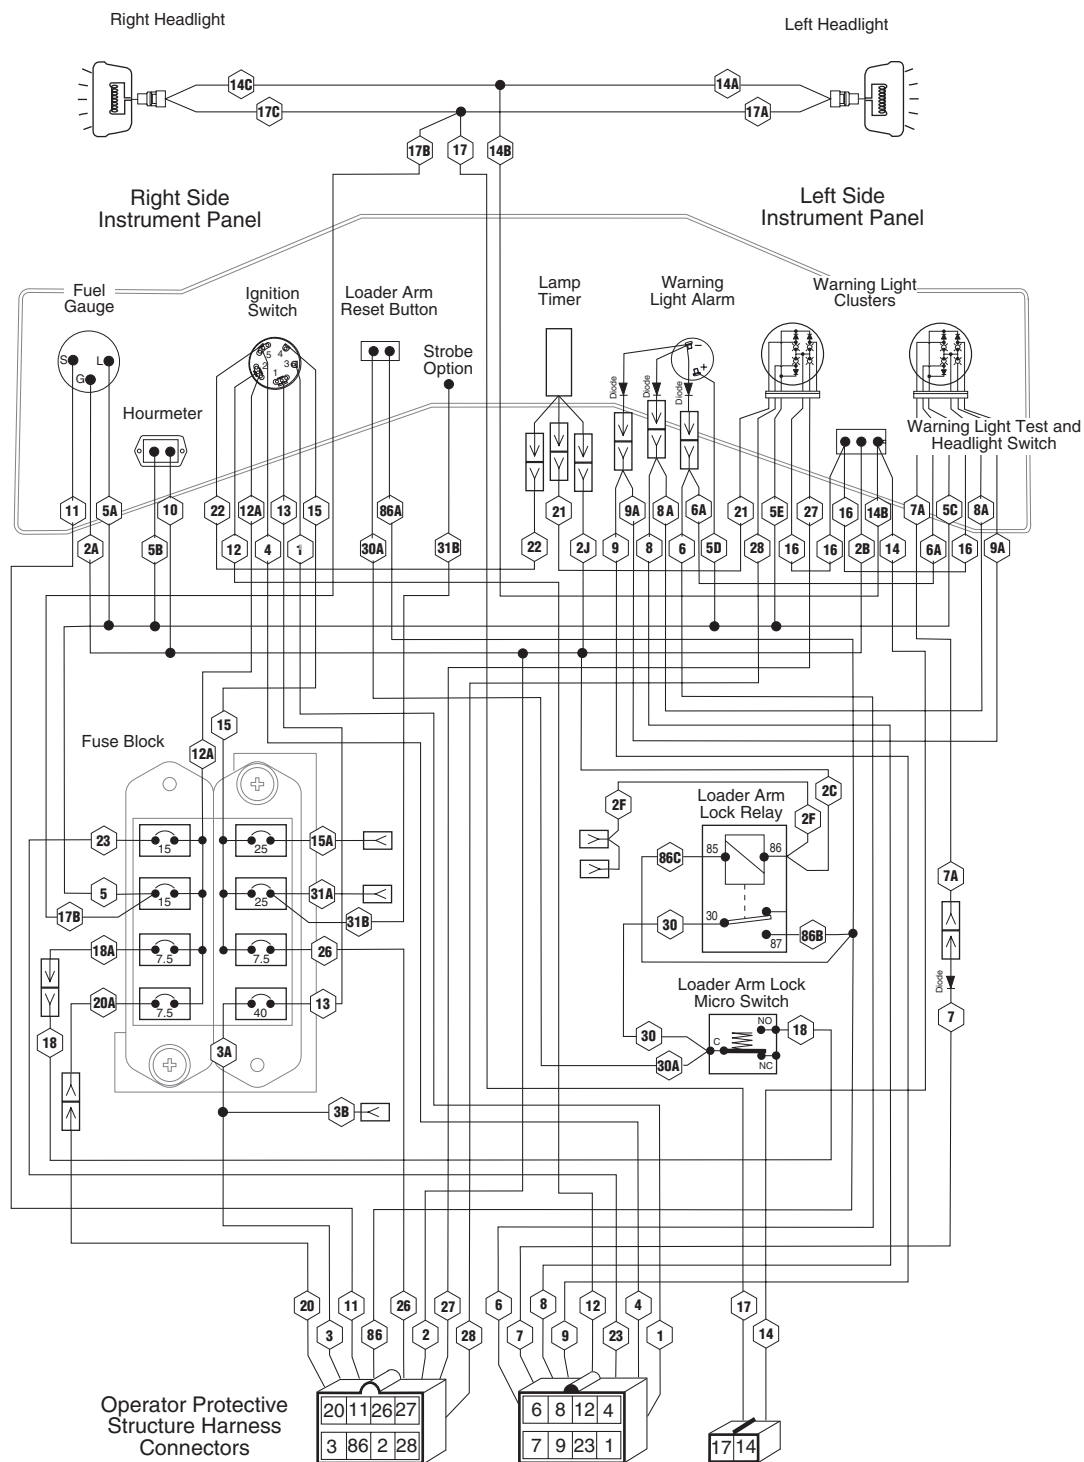 Right Headlight
Left Headlight
14C
14A
17C
17A
17B
17
14B
Right Side
Instrument Panel
Left Side
Instrument Panel
Fuel
Gauge
Ignition
Switch
Loader Arm
Reset Button
Strobe
Option
Lamp
Timer
Warning
Light Alarm
Warning Light
Clusters
S
L
G
5
4
2
3
1
−
+
Diode
Diode
Diode
Hourmeter
Warning Light Test and
Headlight Switch
11
5A
10
22
12A
13
15
86A
21
9A
8A
6A
21
5E
27
16
14B
7A
5C
8A
2A
5B
12
4
1
30A
31B
22
2J
9
8
6
5D
28
16
16
2B
14
6A
16
9A
15
12A
Fuse Block
23
15
25
15A
5
15
25
31A
17B
31B
18A
7.5
7.5
26
20A
7.5
40
13
18
3A
3B
2F
2C
2F
Loader Arm
Lock Relay
86C
85
86
30
30
87
86B
Loader Arm Lock
Micro Switch
NO
C
NC
30
30A
18
7A
Diode
7
20
11
26
27
6
8
12
4
17
3
86
2
28
7
9
23
1
14
Operator Protective
Structure Harness
Connectors
20 11 26 27
3 86 2 28
6 8 12 4
7 9 23 1
17 14